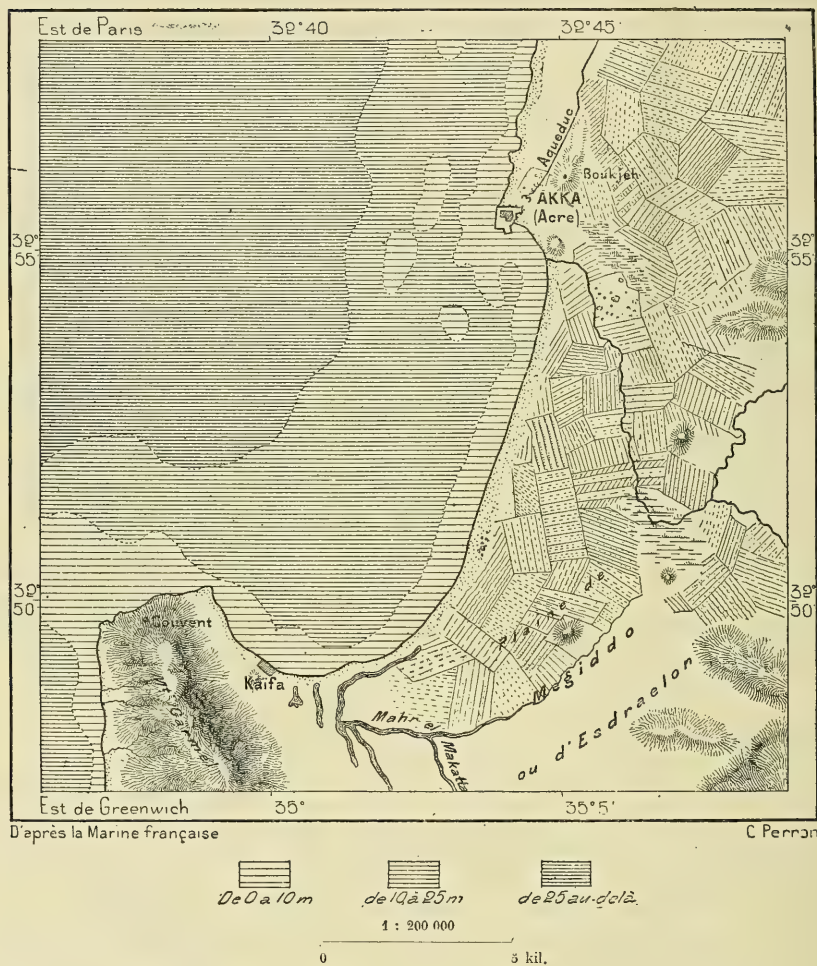 Est de Paris
32°40
32°45
Aqueduc
Boukjeh
AKKA
(Acre)
32°
55'
32°
55'
32°
50'
32°
50'
Couvent
Mt Carmel
Kaïfa
Plaine de
Megiddo
ou d'Esdraelon
Mahr el
Makatta
Est de Greenwich
35°
35°5'
D'après la Marine française
C Perron
De 0 a 10 m
de 10 à 25 m
de 25 au-delà
1 : 200 000
0
5 kil.